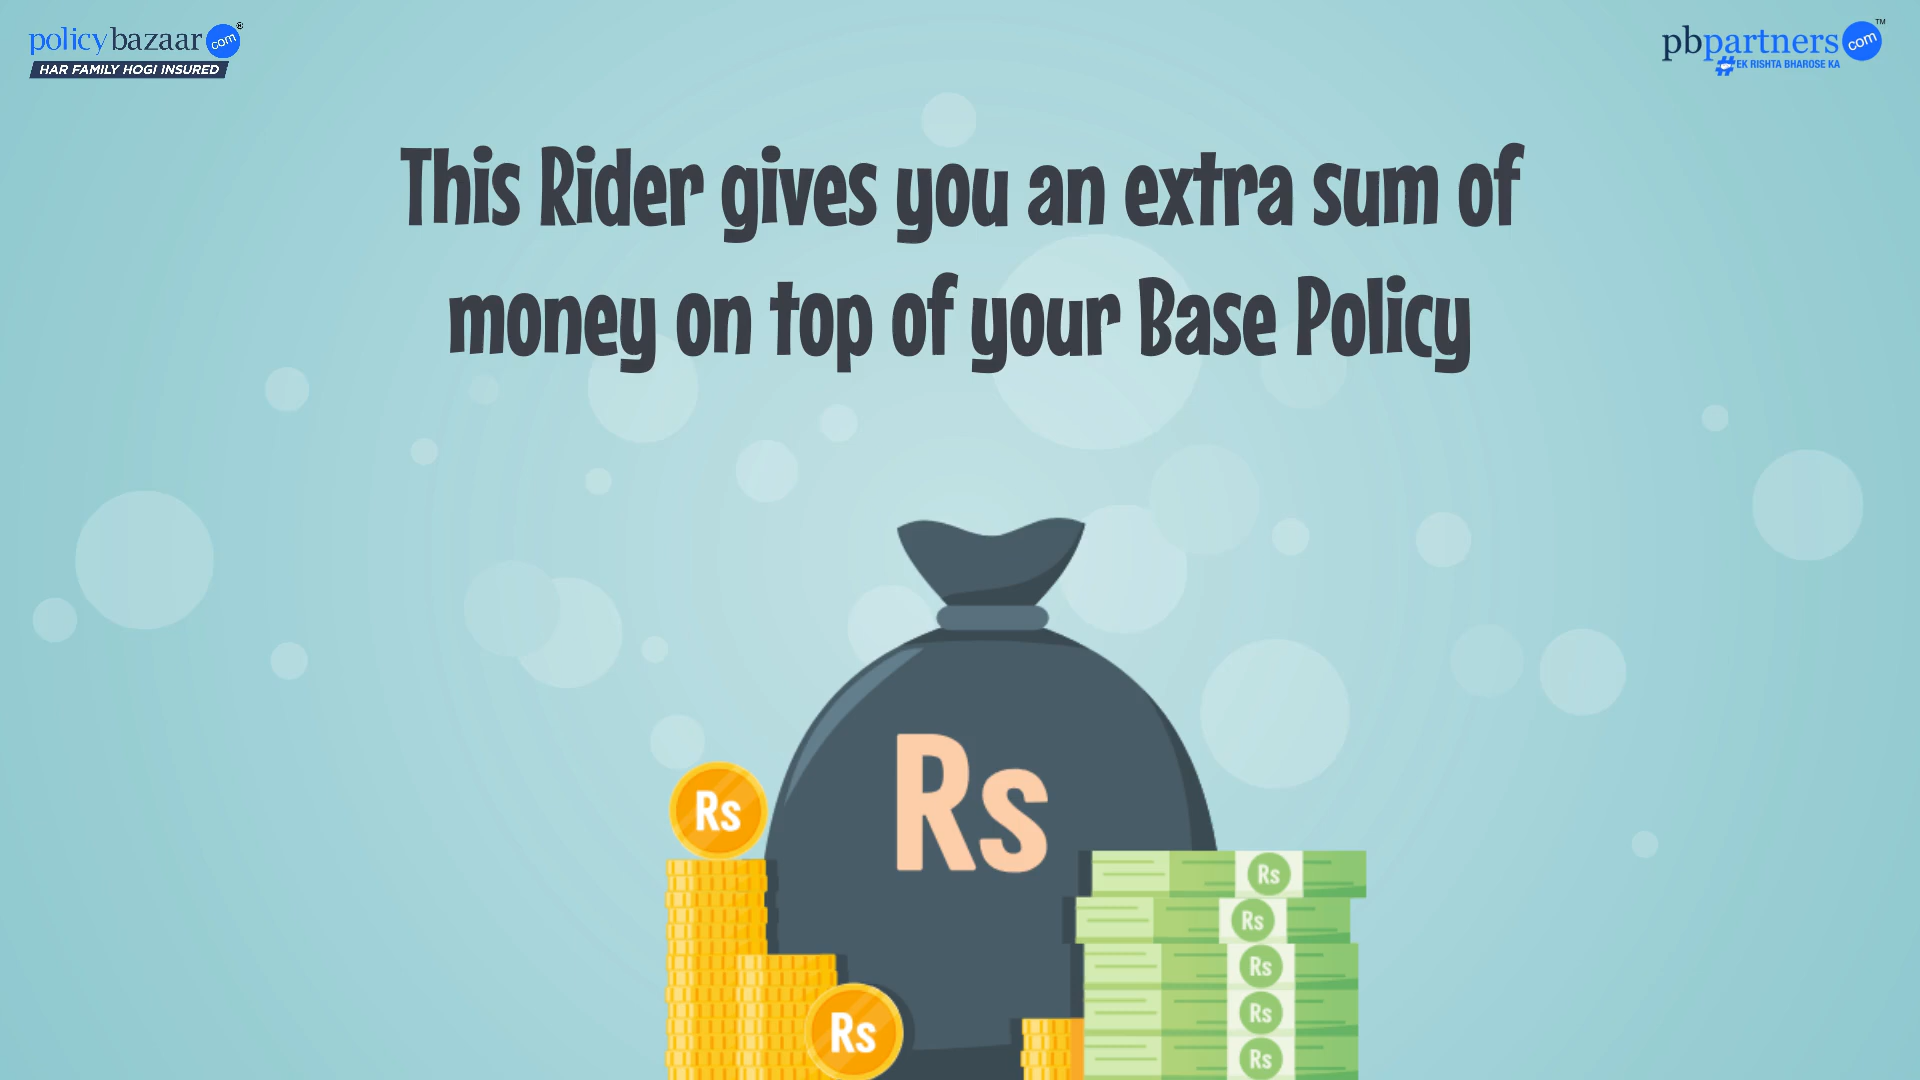 policybazaar.com®
HAR FAMILY HOGI INSURED
pbpartners.com™
#EK RISHTA BHAROSE KA
This Rider gives you an extra sum of
money on top of your Base Policy
Rs
Rs
Rs
Rs
Rs
Rs
Rs
Rs